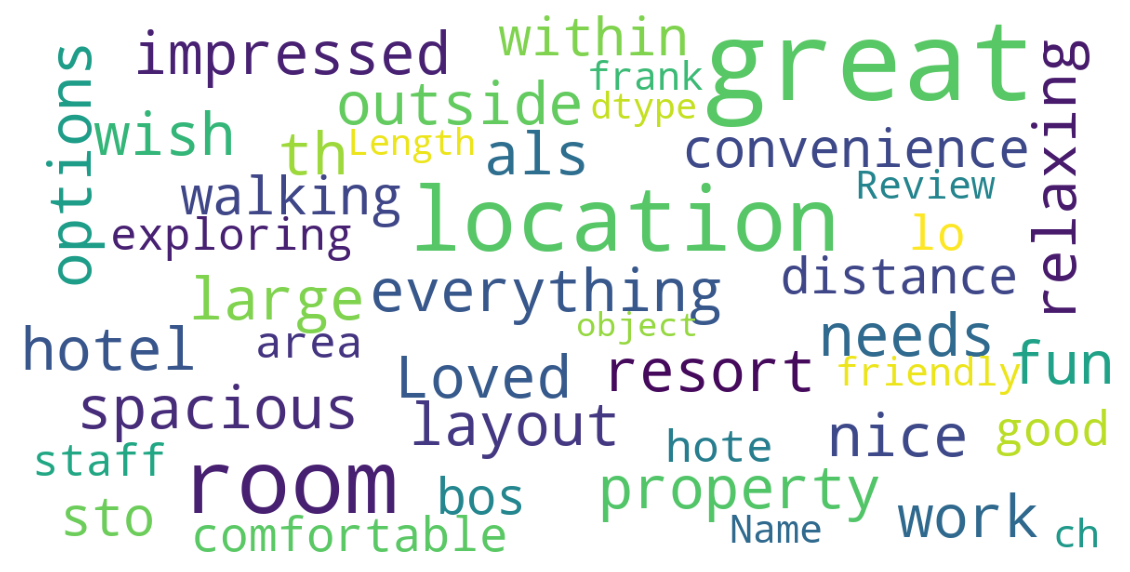 options
impressed
within
great
relaxing
frank
outside
dtype
wish
th
Length
als
convenience
walking
location
Review
exploring
lo
large
everything
distance
object
needs
hotel
area
Loved
resort
friendly
fun
spacious
layout
hote
nice
good
staff
room
bos
property
work
sto
comfortable
Name
ch